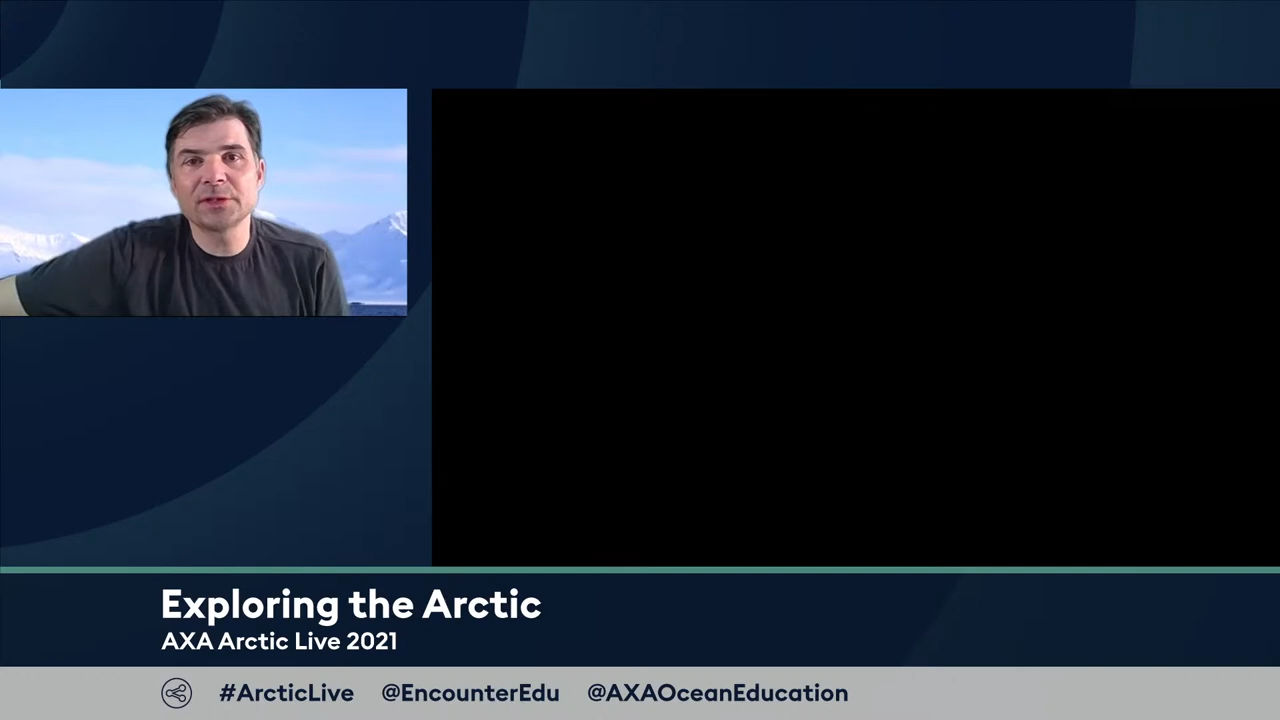 Exploring the Arctic
AXA Arctic Live 2021
#ArcticLive @EncounterEdu @AXAOceanEducation